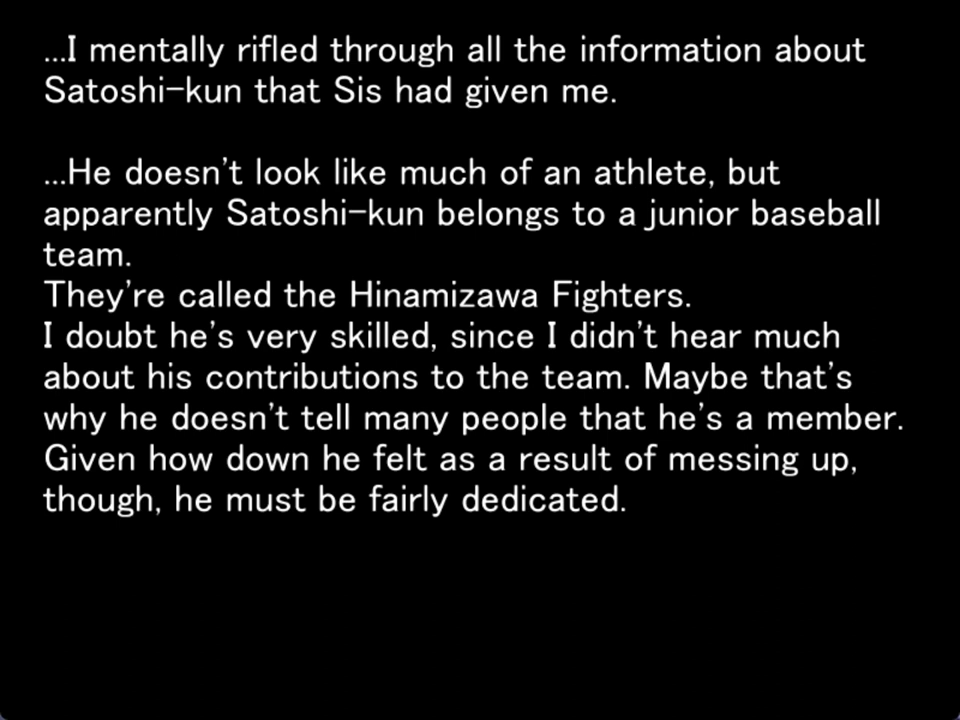 ...I mentally rifled through all the information about
Satoshi-kun that Sis had given me.
...He doesn't look like much of an athlete, but
apparently Satoshi-kun belongs to a junior baseball
team.
They're called the Hinamizawa Fighters.
I doubt he's very skilled, since I didn't hear much
about his contributions to the team. Maybe that's
why he doesn't tell many people that he's a member.
Given how down he felt as a result of messing up,
though, he must be fairly dedicated.